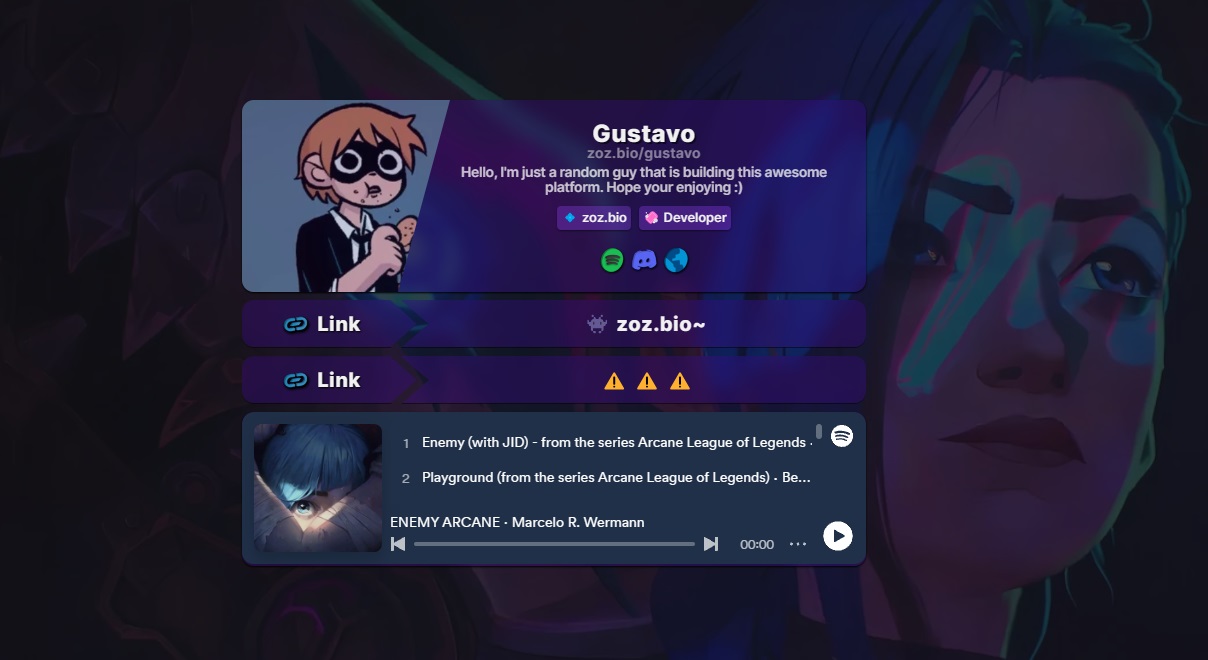 Gustavo
zoz.bio/gustavo
Hello, I'm just a random guy that is building this awesome
platform. Hope your enjoying :)
zoz.bio Developer
Link zoz.bio~
Link
1 Enemy (with JID) - from the series Arcane League of Legends ·
2 Playground (from the series Arcane League of Legends) · Be...
ENEMY ARCANE · Marcelo R. Wermann
00:00